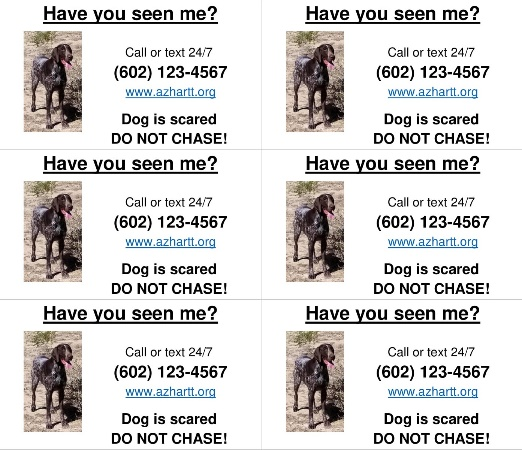 Have you seen me?
Call or text 24/7
(602) 123-4567
www.azhartt.org
Dog is scared
DO NOT CHASE!
Have you seen me?
Call or text 24/7
(602) 123-4567
www.azhartt.org
Dog is scared
DO NOT CHASE!
Have you seen me?
Call or text 24/7
(602) 123-4567
www.azhartt.org
Dog is scared
DO NOT CHASE!
Have you seen me?
Call or text 24/7
(602) 123-4567
www.azhartt.org
Dog is scared
DO NOT CHASE!
Have you seen me?
Call or text 24/7
(602) 123-4567
www.azhartt.org
Dog is scared
DO NOT CHASE!
Have you seen me?
Call or text 24/7
(602) 123-4567
www.azhartt.org
Dog is scared
DO NOT CHASE!